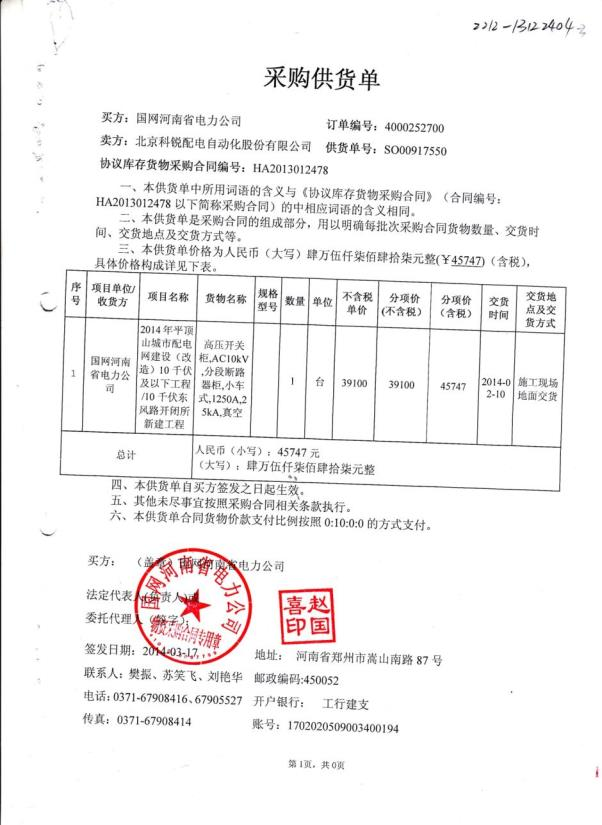 2212-13122404
采购供货单
买方：国网河南省电力公司 订单编号：4000252700
卖方：北京科锐配电自动化股份有限公司 供货单号：SO00917550
协议库存货物采购合同编号：HA2013012478
一、本供货单中所用词语的含义与《协议库存货物采购合同》（合同编号：
HA2013012478 以下简称采购合同）的中相应词语的含义相同。
二、本供货单是采购合同的组成部分，用以明确每批次采购合同货物数量、交货时
间、交货地点及交货方式等。
三、本供货单价格为人民币（大写）肆万伍仟柒佰肆拾柒元整(￥45747)（含税），
具体价格构成详见下表。
序号 项目单位/收货方 项目名称 货物名称 规格型号 数量 单位 不含税单价 分项价(不含税) 分项价（含税） 交货时间 交货地点及交货方式
1 国网河南省电力公司 2014年平顶山城市配电网建设（改造）10千伏及以下工程/10千伏东风路开闭所新建工程 高压开关柜,AC10kV,分段断路器柜,小车式,1250A,25kA,真空 1 台 39100 39100 45747 2014-02-10 施工现场地面交货
总计 人民币（小写）：45747 元
（大写）：肆万伍仟柒佰肆拾柒元整
四、本供货单自买方签发之日起生效。
五、其他未尽事宜按照采购合同相关条款执行。
六、本供货单合同货物价款支付比例按照 0:10:0:0 的方式支付。
买方：（盖章）国网河南省电力公司
法定代表人(负责人)或
委托代理人（签字）：
国网河南省电力公司
物资采购合同专用章
赵国喜印
签发日期：2014-03-17 地址： 河南省郑州市嵩山南路 87 号
联系人：樊振、苏笑飞、刘艳华 邮政编码:450052
电话：0371-67908416、67905527 开户银行： 工行建支
传真：0371-67908414 账号：1702020509003400194
第1页，共0页